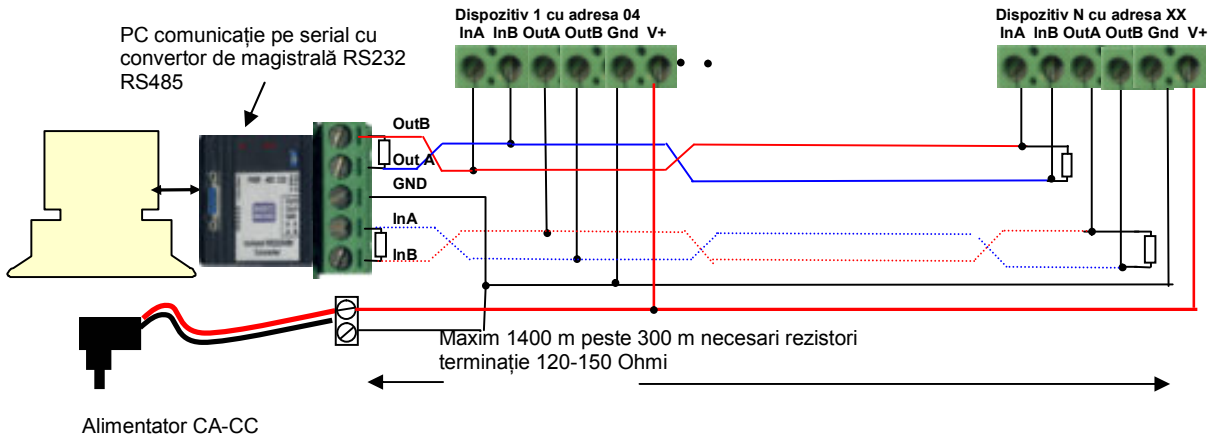 Dispozitiv 1 cu adresa 04
InA InB OutA OutB Gnd V+
Dispozitiv N cu adresa XX
InA InB OutA OutB Gnd V+
PC comunicație pe serial cu
convertor de magistrală RS232
RS485
OutB
Out A
GND
InA
InB
Maxim 1400 m peste 300 m necesari rezistori
terminație 120-150 Ohmi
Alimentator CA-CC